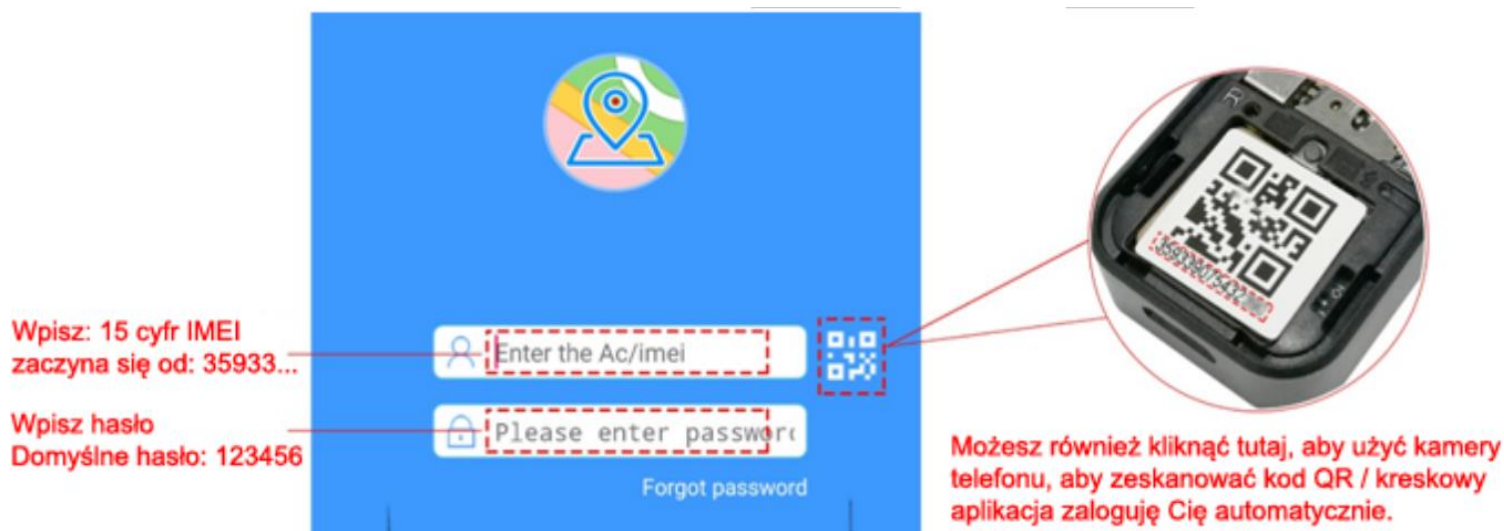 Wpisz: 15 cyfr IMEI
zaczyna się od: 35933...
Enter the Ac/imei
Wpisz hasło
Domyślne hasło: 123456
Please enter passwor
Forgot password
Możesz również kliknąć tutaj, aby użyć kamery
telefonu, aby zeskanować kod QR / kreskowy
aplikacja zaloguję Cię automatycznie.